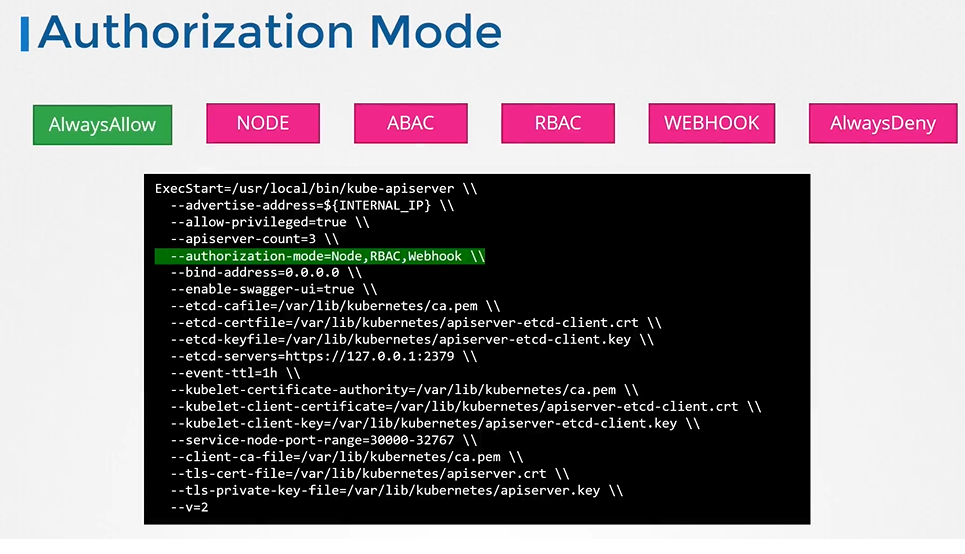 Authorization Mode
AlwaysAllow
NODE
ABAC
RBAC
WEBHOOK
AlwaysDeny
ExecStart=/usr/local/bin/kube-apiserver \\
--advertise-address=${INTERNAL_IP} \\
--allow-privileged=true \\
--apiserver-count=3 \\
--authorization-mode=Node,RBAC,Webhook \\
--bind-address=0.0.0.0 \\
--enable-swagger-ui=true \\
--etcd-cafile=/var/lib/kubernetes/ca.pem \\
--etcd-certfile=/var/lib/kubernetes/apiserver-etcd-client.crt \\
--etcd-keyfile=/var/lib/kubernetes/apiserver-etcd-client.key \\
--etcd-servers=https://127.0.0.1:2379 \\
--event-ttl=1h \\
--kubelet-certificate-authority=/var/lib/kubernetes/ca.pem \\
--kubelet-client-certificate=/var/lib/kubernetes/apiserver-etcd-client.crt \\
--kubelet-client-key=/var/lib/kubernetes/apiserver-etcd-client.key \\
--service-node-port-range=30000-32767 \\
--client-ca-file=/var/lib/kubernetes/ca.pem \\
--tls-cert-file=/var/lib/kubernetes/apiserver.crt \\
--tls-private-key-file=/var/lib/kubernetes/apiserver.key \\
--v=2